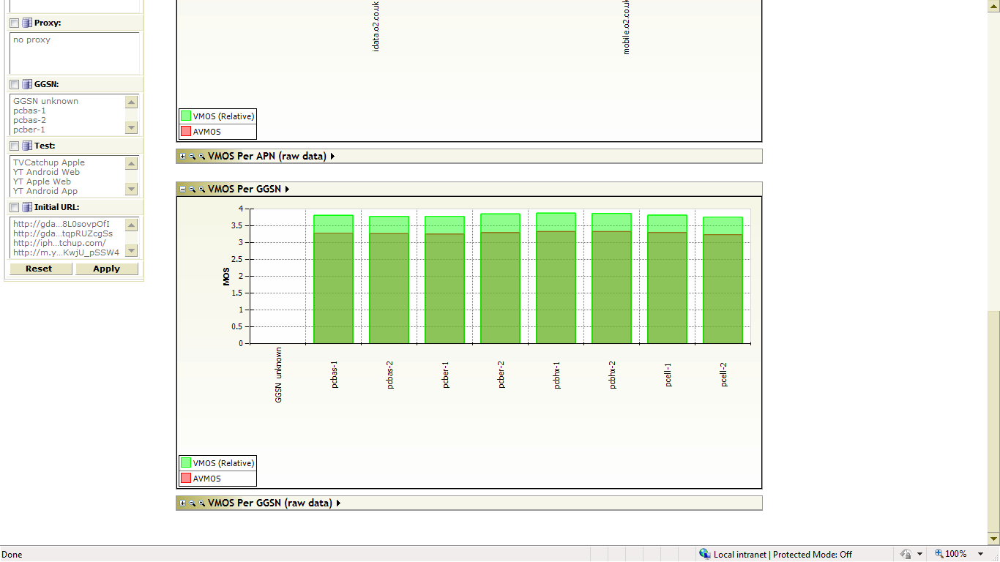 Proxy:
no proxy
GGSN:
GGSN unknown
pcbas-1
pcbas-2
pcber-1
Test:
TVCatchup Apple
YT Android Web
YT Apple Web
YT Android App
Initial URL:
http://gda...8L0sovpOfI
http://gda...tqpRUZcgSs
http://iph...tchup.com/
http://m.y...KwjU_pSSW4
Reset Apply
idata.o2.co.uk
mobile.o2.co.uk
VMOS (Relative)
AVMOS
VMOS Per APN (raw data)
VMOS Per GGSN
MOS
4
3.5
3
2.5
2
1.5
1
0.5
0
GGSN unknown
pcbas-1
pcbas-2
pcber-1
pcber-2
pcbhx-1
pcbhx-2
pcell-1
pcell-2
VMOS (Relative)
AVMOS
VMOS Per GGSN (raw data)
Done
Local intranet | Protected Mode: Off
100%